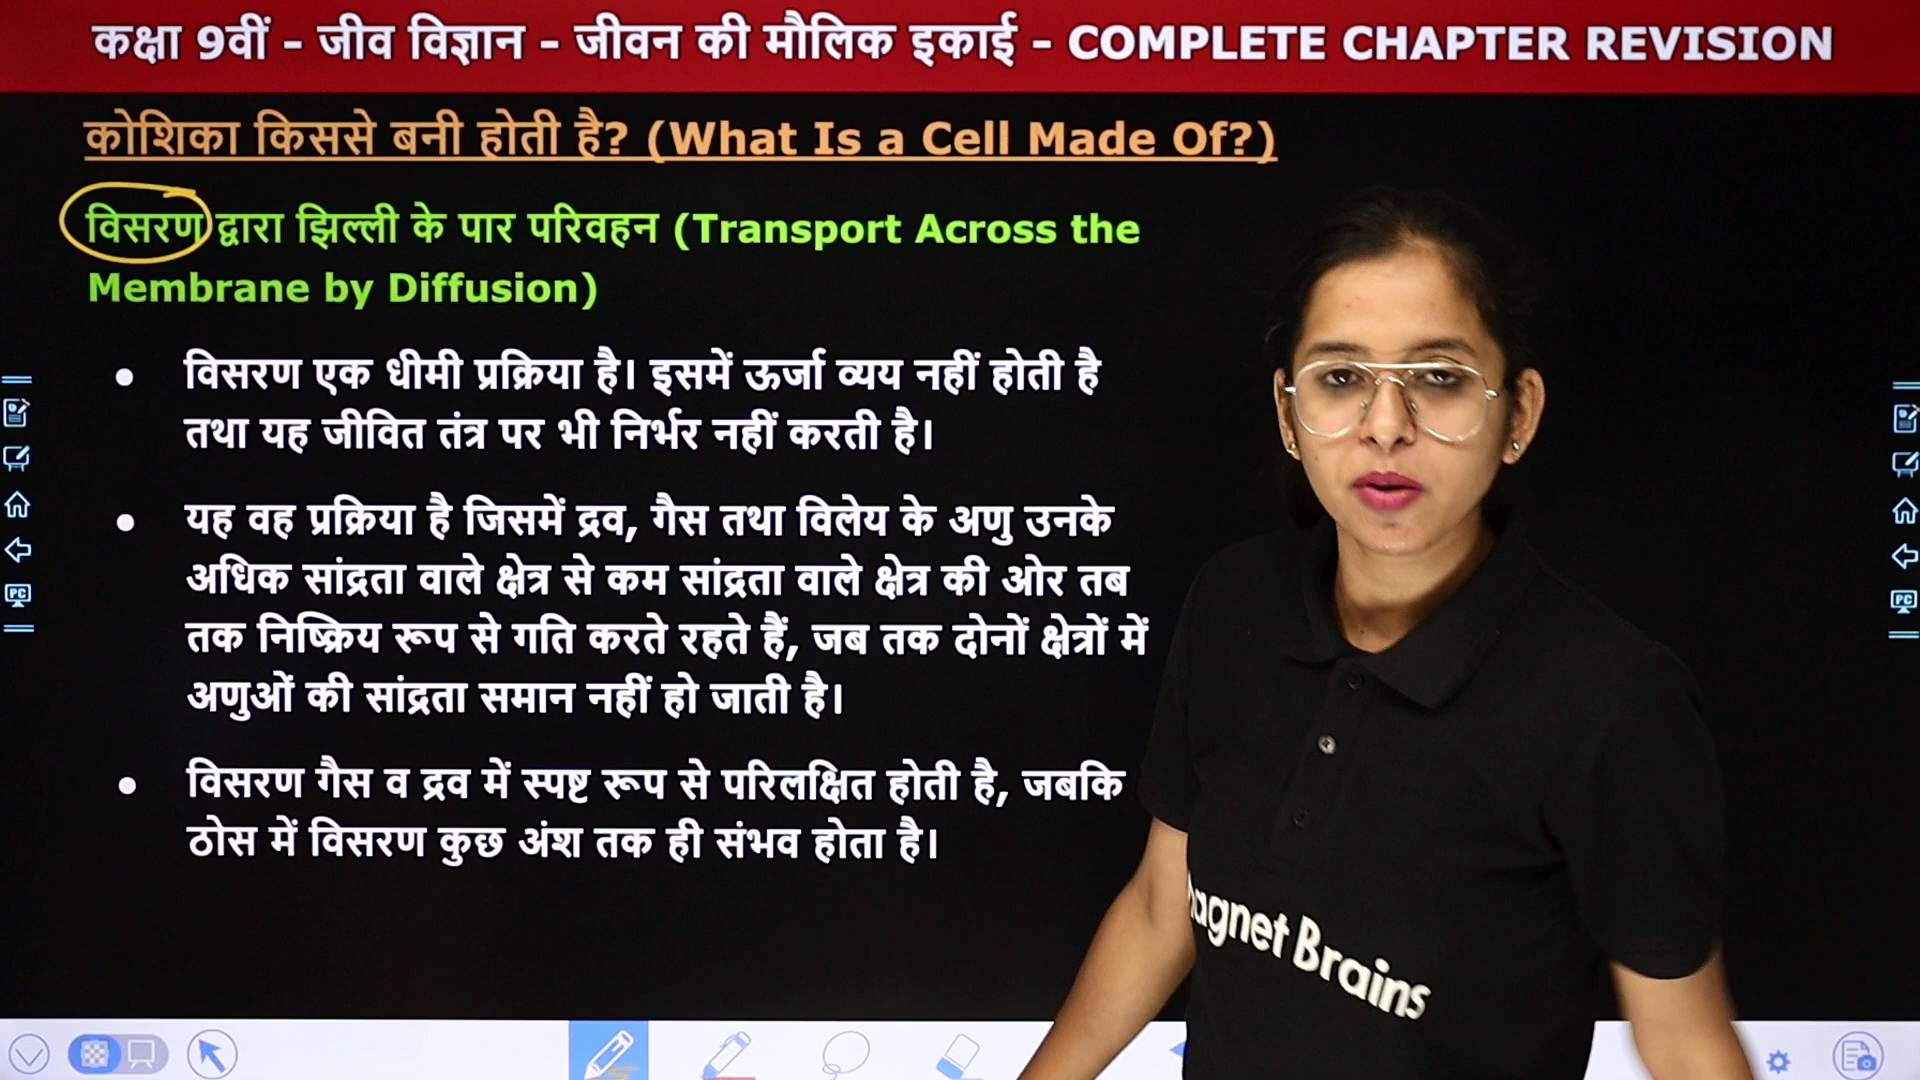 कक्षा 9वीं - जीव विज्ञान - जीवन की मौलिक इकाई - COMPLETE CHAPTER REVISION
कोशिका किससे बनी होती है? (What Is a Cell Made Of?)
विसरण द्वारा झिल्ली के पार परिवहन (Transport Across the
Membrane by Diffusion)
• विसरण एक धीमी प्रक्रिया है। इसमें ऊर्जा व्यय नहीं होती है
तथा यह जीवित तंत्र पर भी निर्भर नहीं करती है।
• यह वह प्रक्रिया है जिसमें द्रव, गैस तथा विलेय के अणु उनके
अधिक सांद्रता वाले क्षेत्र से कम सांद्रता वाले क्षेत्र की ओर तब
तक निष्क्रिय रूप से गति करते रहते हैं, जब तक दोनों क्षेत्रों में
अणुओं की सांद्रता समान नहीं हो जाती है।
• विसरण गैस व द्रव में स्पष्ट रूप से परिलक्षित होती है, जबकि
ठोस में विसरण कुछ अंश तक ही संभव होता है।
agnet Brains
PC
PC